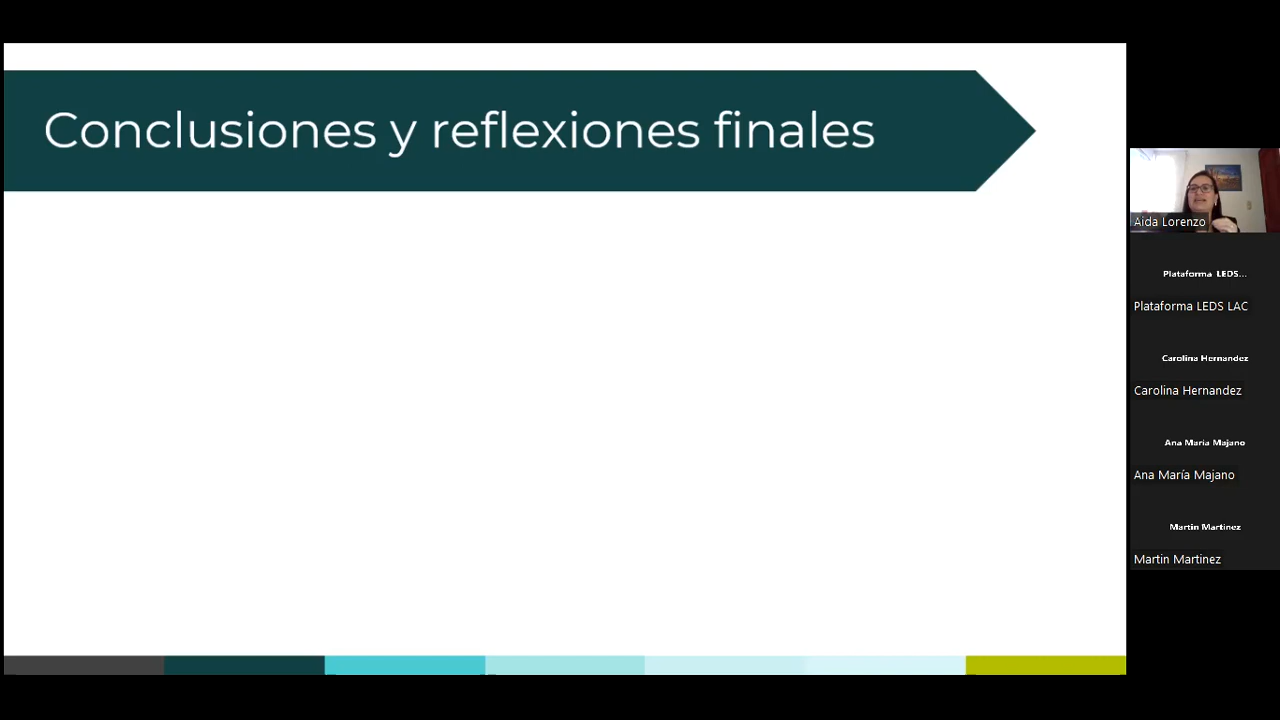 Conclusiones y reflexiones finales
Aida Lorenzo
Plataforma LEDS...
Plataforma LEDS LAC
Carolina Hernandez
Carolina Hernandez
Ana María Majano
Ana María Majano
Martin Martinez
Martin Martinez